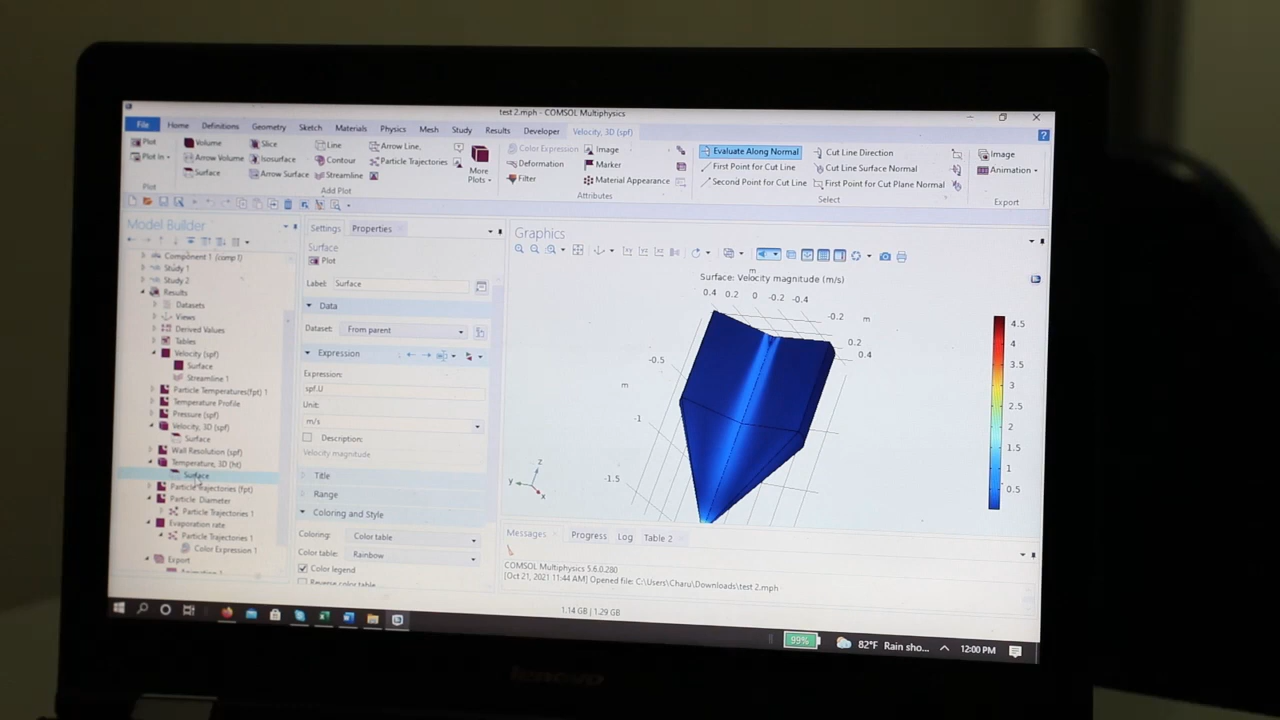 test 2.mph - COMSOL Multiphysics
File Home Definitions Geometry Sketch Materials Physics Mesh Study Results Developer Velocity, 3D (spf)
Plot Volume Slice Line Arrow Line Color Expression Image Evaluate Along Normal Cut Line Direction Image
Plot In Arrow Volume Isosurface Contour Particle Trajectories Deformation Marker First Point for Cut Line Cut Line Surface Normal Animation
Surface Arrow Surface Streamline More Plots Filter Material Appearance Second Point for Cut Line First Point for Cut Plane Normal
Plot Add Plot Attributes Select Export
Model Builder
Component 1 (comp 1)
Study 1
Study 2
Results
Datasets
Views
Derived Values
Tables
Velocity (spf)
Surface
Streamline 1
Particle Temperatures(fpt) 1
Temperature Profile
Pressure (spf)
Velocity, 3D (spf)
Surface
Wall Resolution (spf)
Temperature, 3D (ht)
Surface
Particle Trajectories (fpt)
Particle Diameter
Particle Trajectories 1
Evaporation rate
Particle Trajectories 1
Color Expression 1
Export
Settings Properties
Surface
Plot
Label: Surface
Data
Dataset: From parent
Expression
Expression:
spf.U
Unit:
m/s
Description:
Velocity magnitude
Title
Range
Coloring and Style
Coloring: Color table
Color table: Rainbow
Color legend
Reverse color table
Graphics
Surface: Velocity magnitude (m/s)
m
0.4 0.2 0 -0.2 -0.4
-0.2
m
0.2
0.4
-0.5
m
-1
-1.5
z
y
x
4.5
4
3.5
3
2.5
2
1.5
1
0.5
Messages Progress Log Table 2
COMSOL Multiphysics 5.6.0.280
[Oct 21, 2021 11:44 AM] Opened file: C:\Users\Charu\Downloads\test 2.mph
1.14 GB | 1.29 GB
99% 82°F Rain sho... 12:00 PM
lenovo